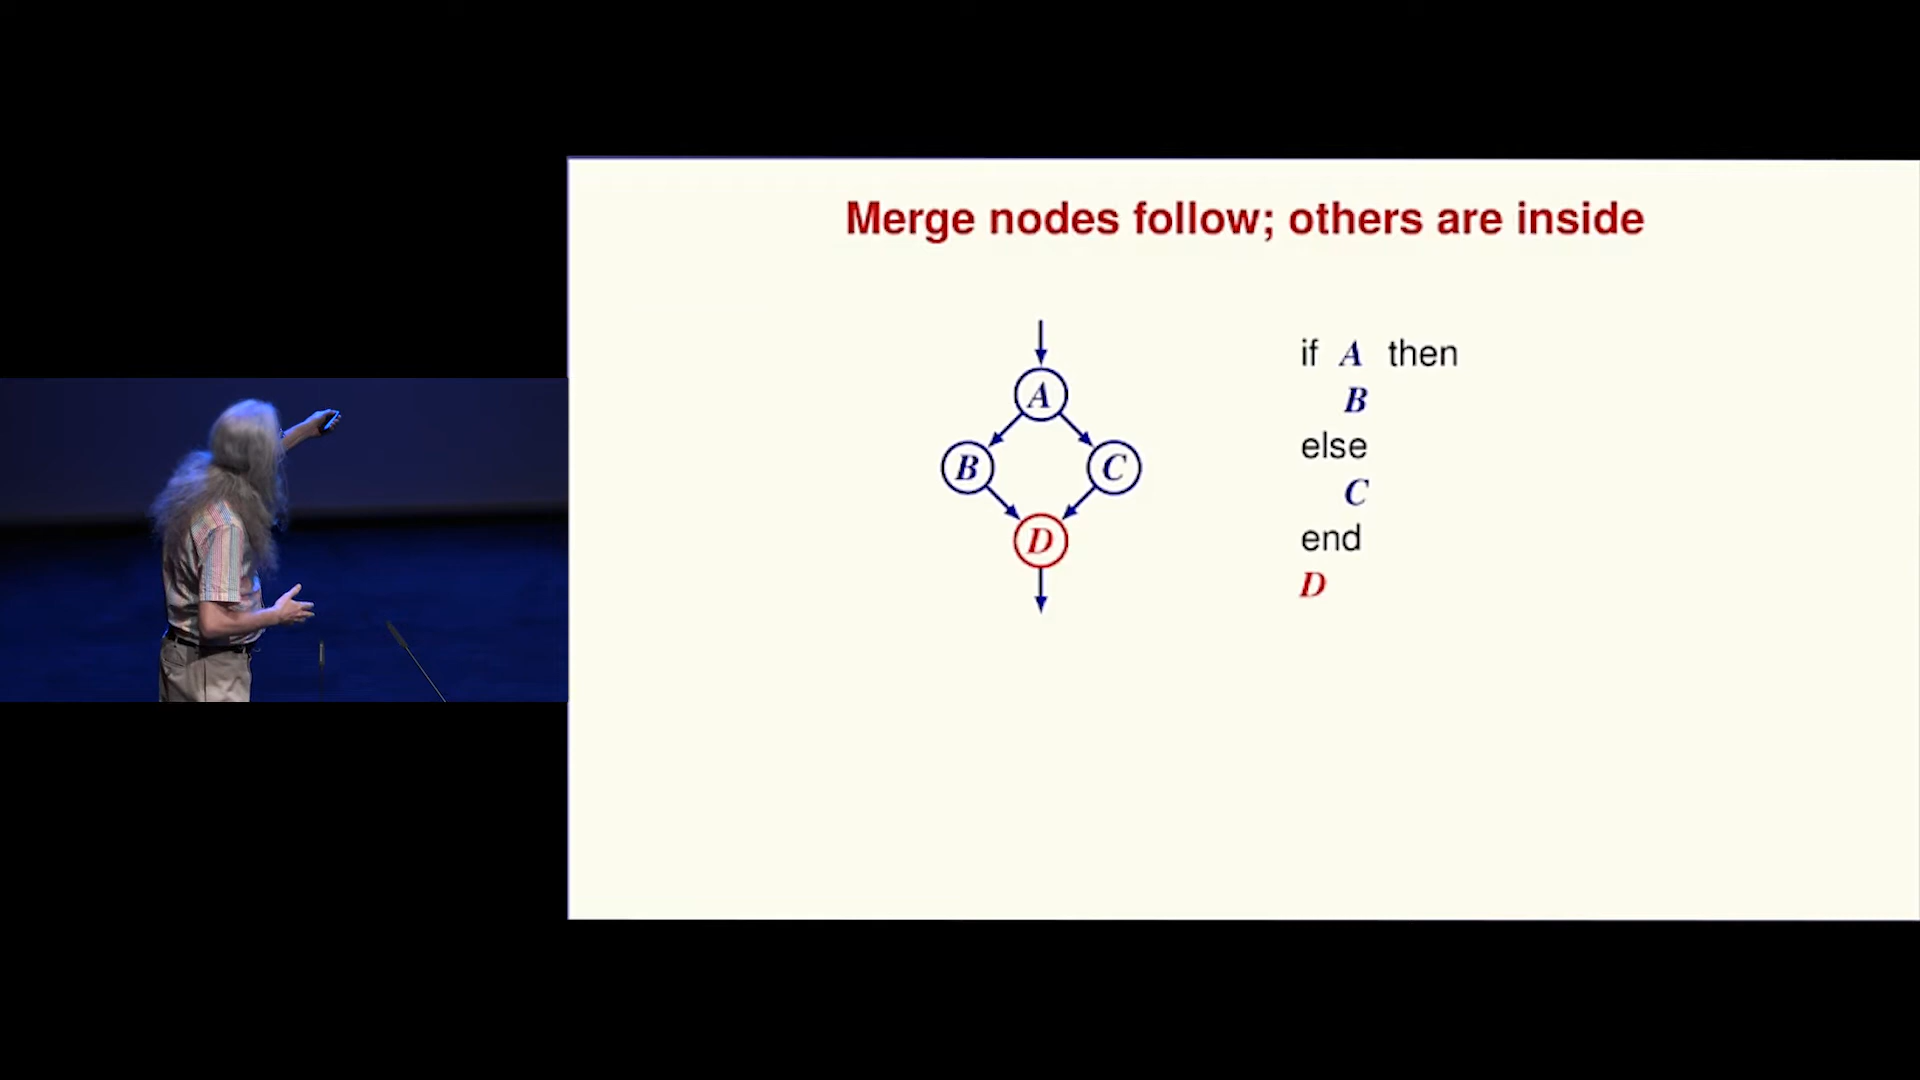 Merge nodes follow; others are inside
A
B C
D
if A then
B
else
C
end
D